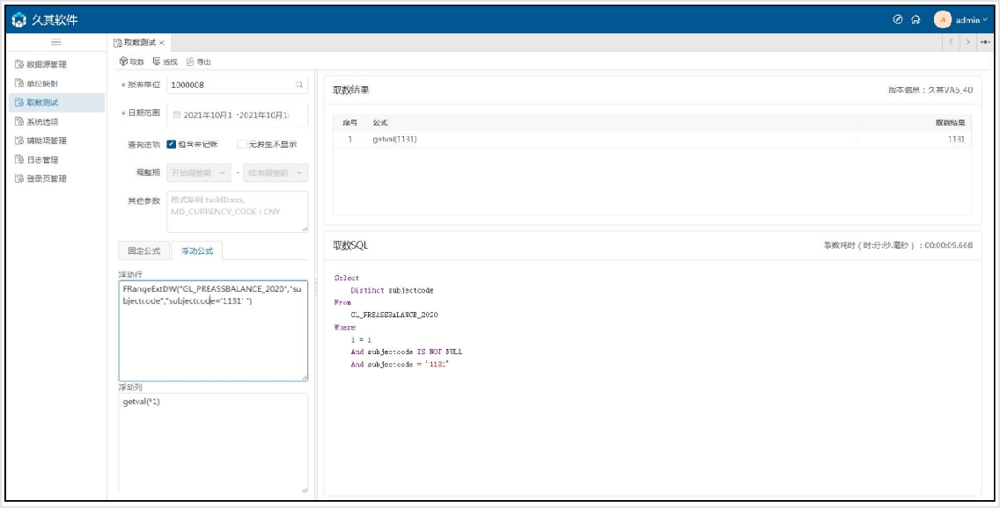 久其软件
a admin
取数测试
取数 透视 导出
数据源管理
单位映射
取数测试
系统选项
辅助项管理
日志管理
登录页管理
* 报表单位 1000008
* 日期范围 2021年10月1 -2021年10月1
查询选项 包含未记账 无发生不显示
调整期 开始调整期 - 结束调整期
其他参数 格式举例 taskID:xxx,
MD_CURRENCY_CODE : CNY
固定公式 浮动公式
浮动行
FRangeExtDW("GL_PREASSBALANCE_2020","su
bjectcode","subjectcode='1131' ")
浮动列
getval(*1)
取数结果 版本信息：久其VA5_40
序号 公式 取数结果
1 getval(1131) 1131
取数SQL 取数耗时（时:分:秒.毫秒）：00:00:09.668
Select
Distinct subjectcode
From
GL_PREASSBALANCE_2020
Where
1 = 1
And subjectcode IS NOT NULL
And subjectcode = '1131'